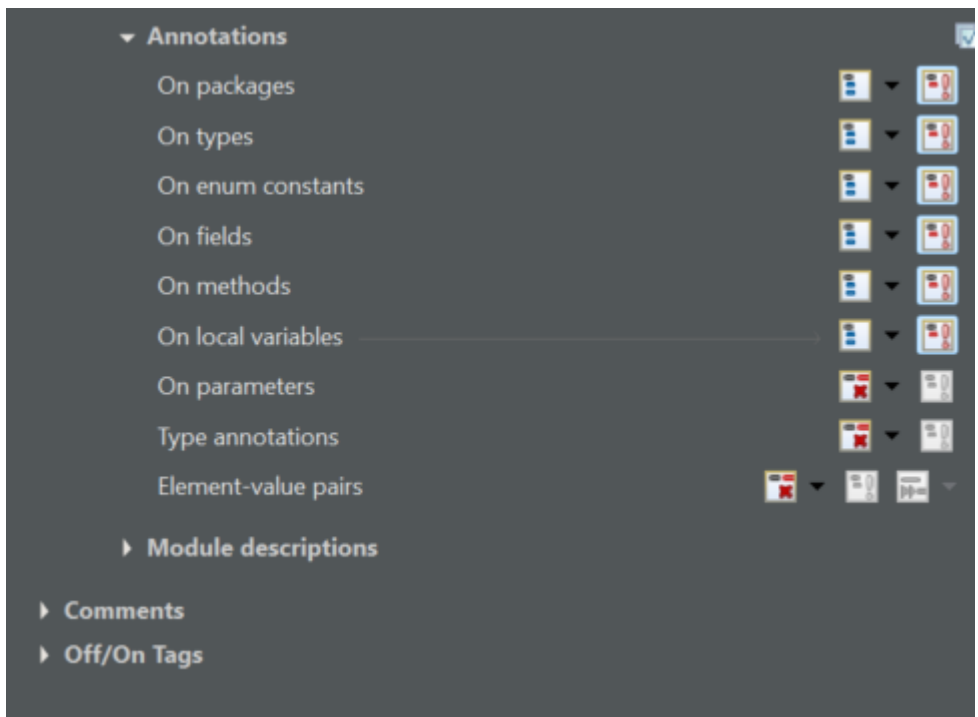 Annotations
On packages
On types
On enum constants
On fields
On methods
On local variables
On parameters
Type annotations
Element-value pairs
Module descriptions
Comments
Off/On Tags